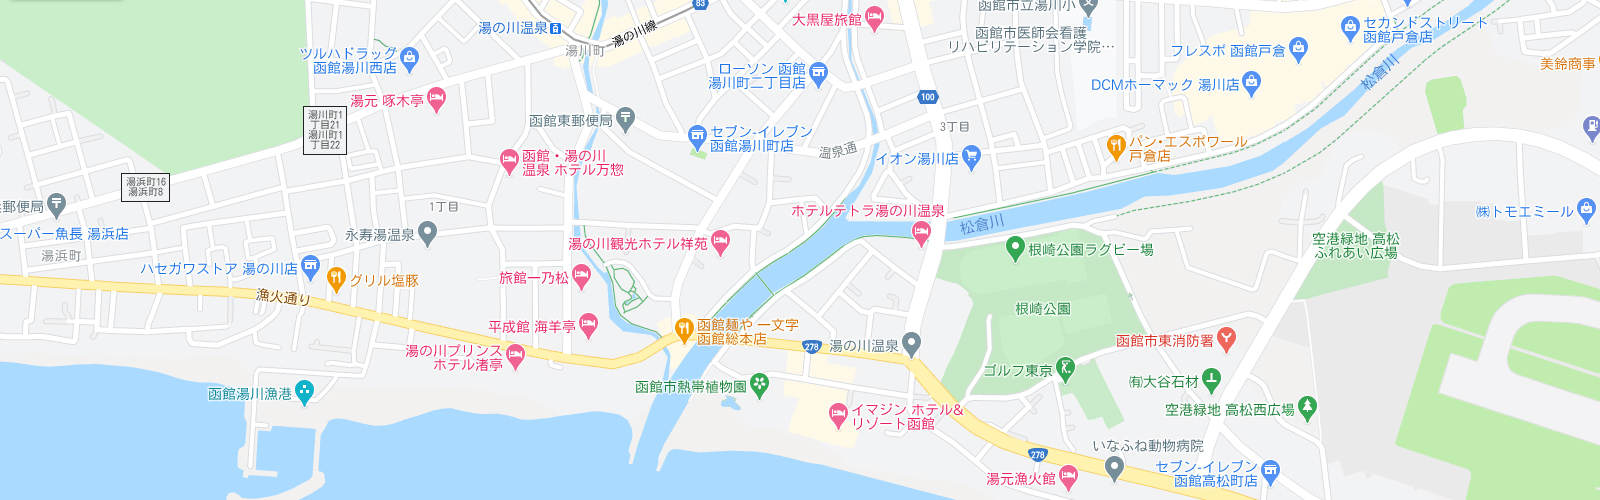 83
大黒屋旅館
函館市立湯川小
セカンドストリート
函館戸倉店
湯の川温泉
湯の川線
湯川町
函館市医師会看護
リハビリテーション学院…
フレスポ 函館戸倉
ツルハドラッグ
函館湯川西店
ローソン 函館
湯川町二丁目店
DCMホーマック 湯川店
松倉川
美鈴商事
湯元 啄木亭
100
湯川町1
丁目21
湯川町1
丁目22
函館東郵便局
セブン-イレブン
函館湯川町店
3丁目
温泉通
イオン湯川店
パン・エスポワール
戸倉店
函館・湯の川
温泉 ホテル万惣
湯浜町16
湯浜町8
郵便局
1丁目
スーパー魚長 湯浜店
永寿湯温泉
湯浜町
湯の川観光ホテル祥苑
ホテルテトラ湯の川温泉
松倉川
㈱トモエミール
根崎公園ラグビー場
空港緑地 高松
ふれあい広場
ハセガワストア 湯の川店
グリル塩豚
旅館一乃松
漁火通り
根崎公園
平成館 海羊亭
函館麺や 一文字
函館総本店
278
湯の川温泉
函館市東消防署
湯の川プリンス
ホテル渚亭
ゴルフ東京
函館湯川漁港
函館市熱帯植物園
㈲大谷石材
空港緑地 高松西広場
イマジン ホテル&
リゾート函館
いなふね動物病院
278
湯元漁火館
セブン-イレブン
函館高松町店